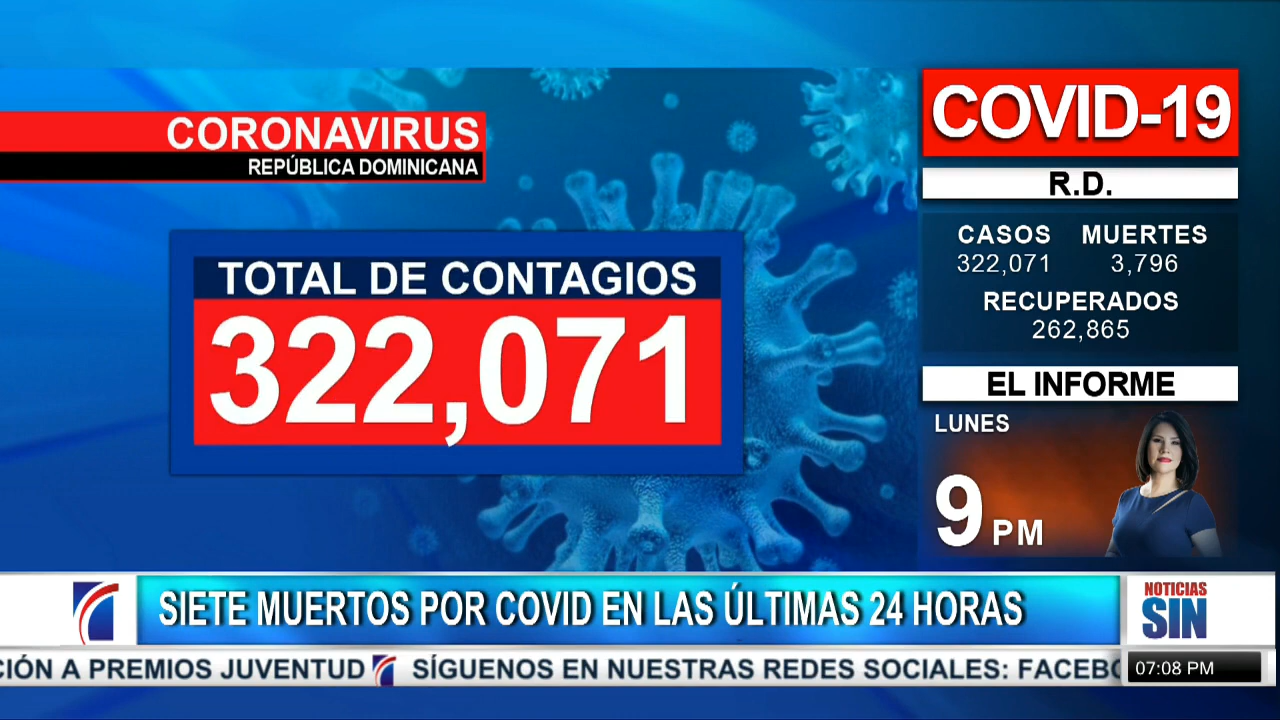 CORONAVIRUS
REPÚBLICA DOMINICANA
TOTAL DE CONTAGIOS
322,071
COVID-19
R.D.
CASOS MUERTES
322,071 3,796
RECUPERADOS
262,865
EL INFORME
LUNES
9 PM
SIETE MUERTOS POR COVID EN LAS ÚLTIMAS 24 HORAS
NOTICIAS
SIN
CIÓN A PREMIOS JUVENTUD SÍGUENOS EN NUESTRAS REDES SOCIALES: FACEBO
07:08 PM